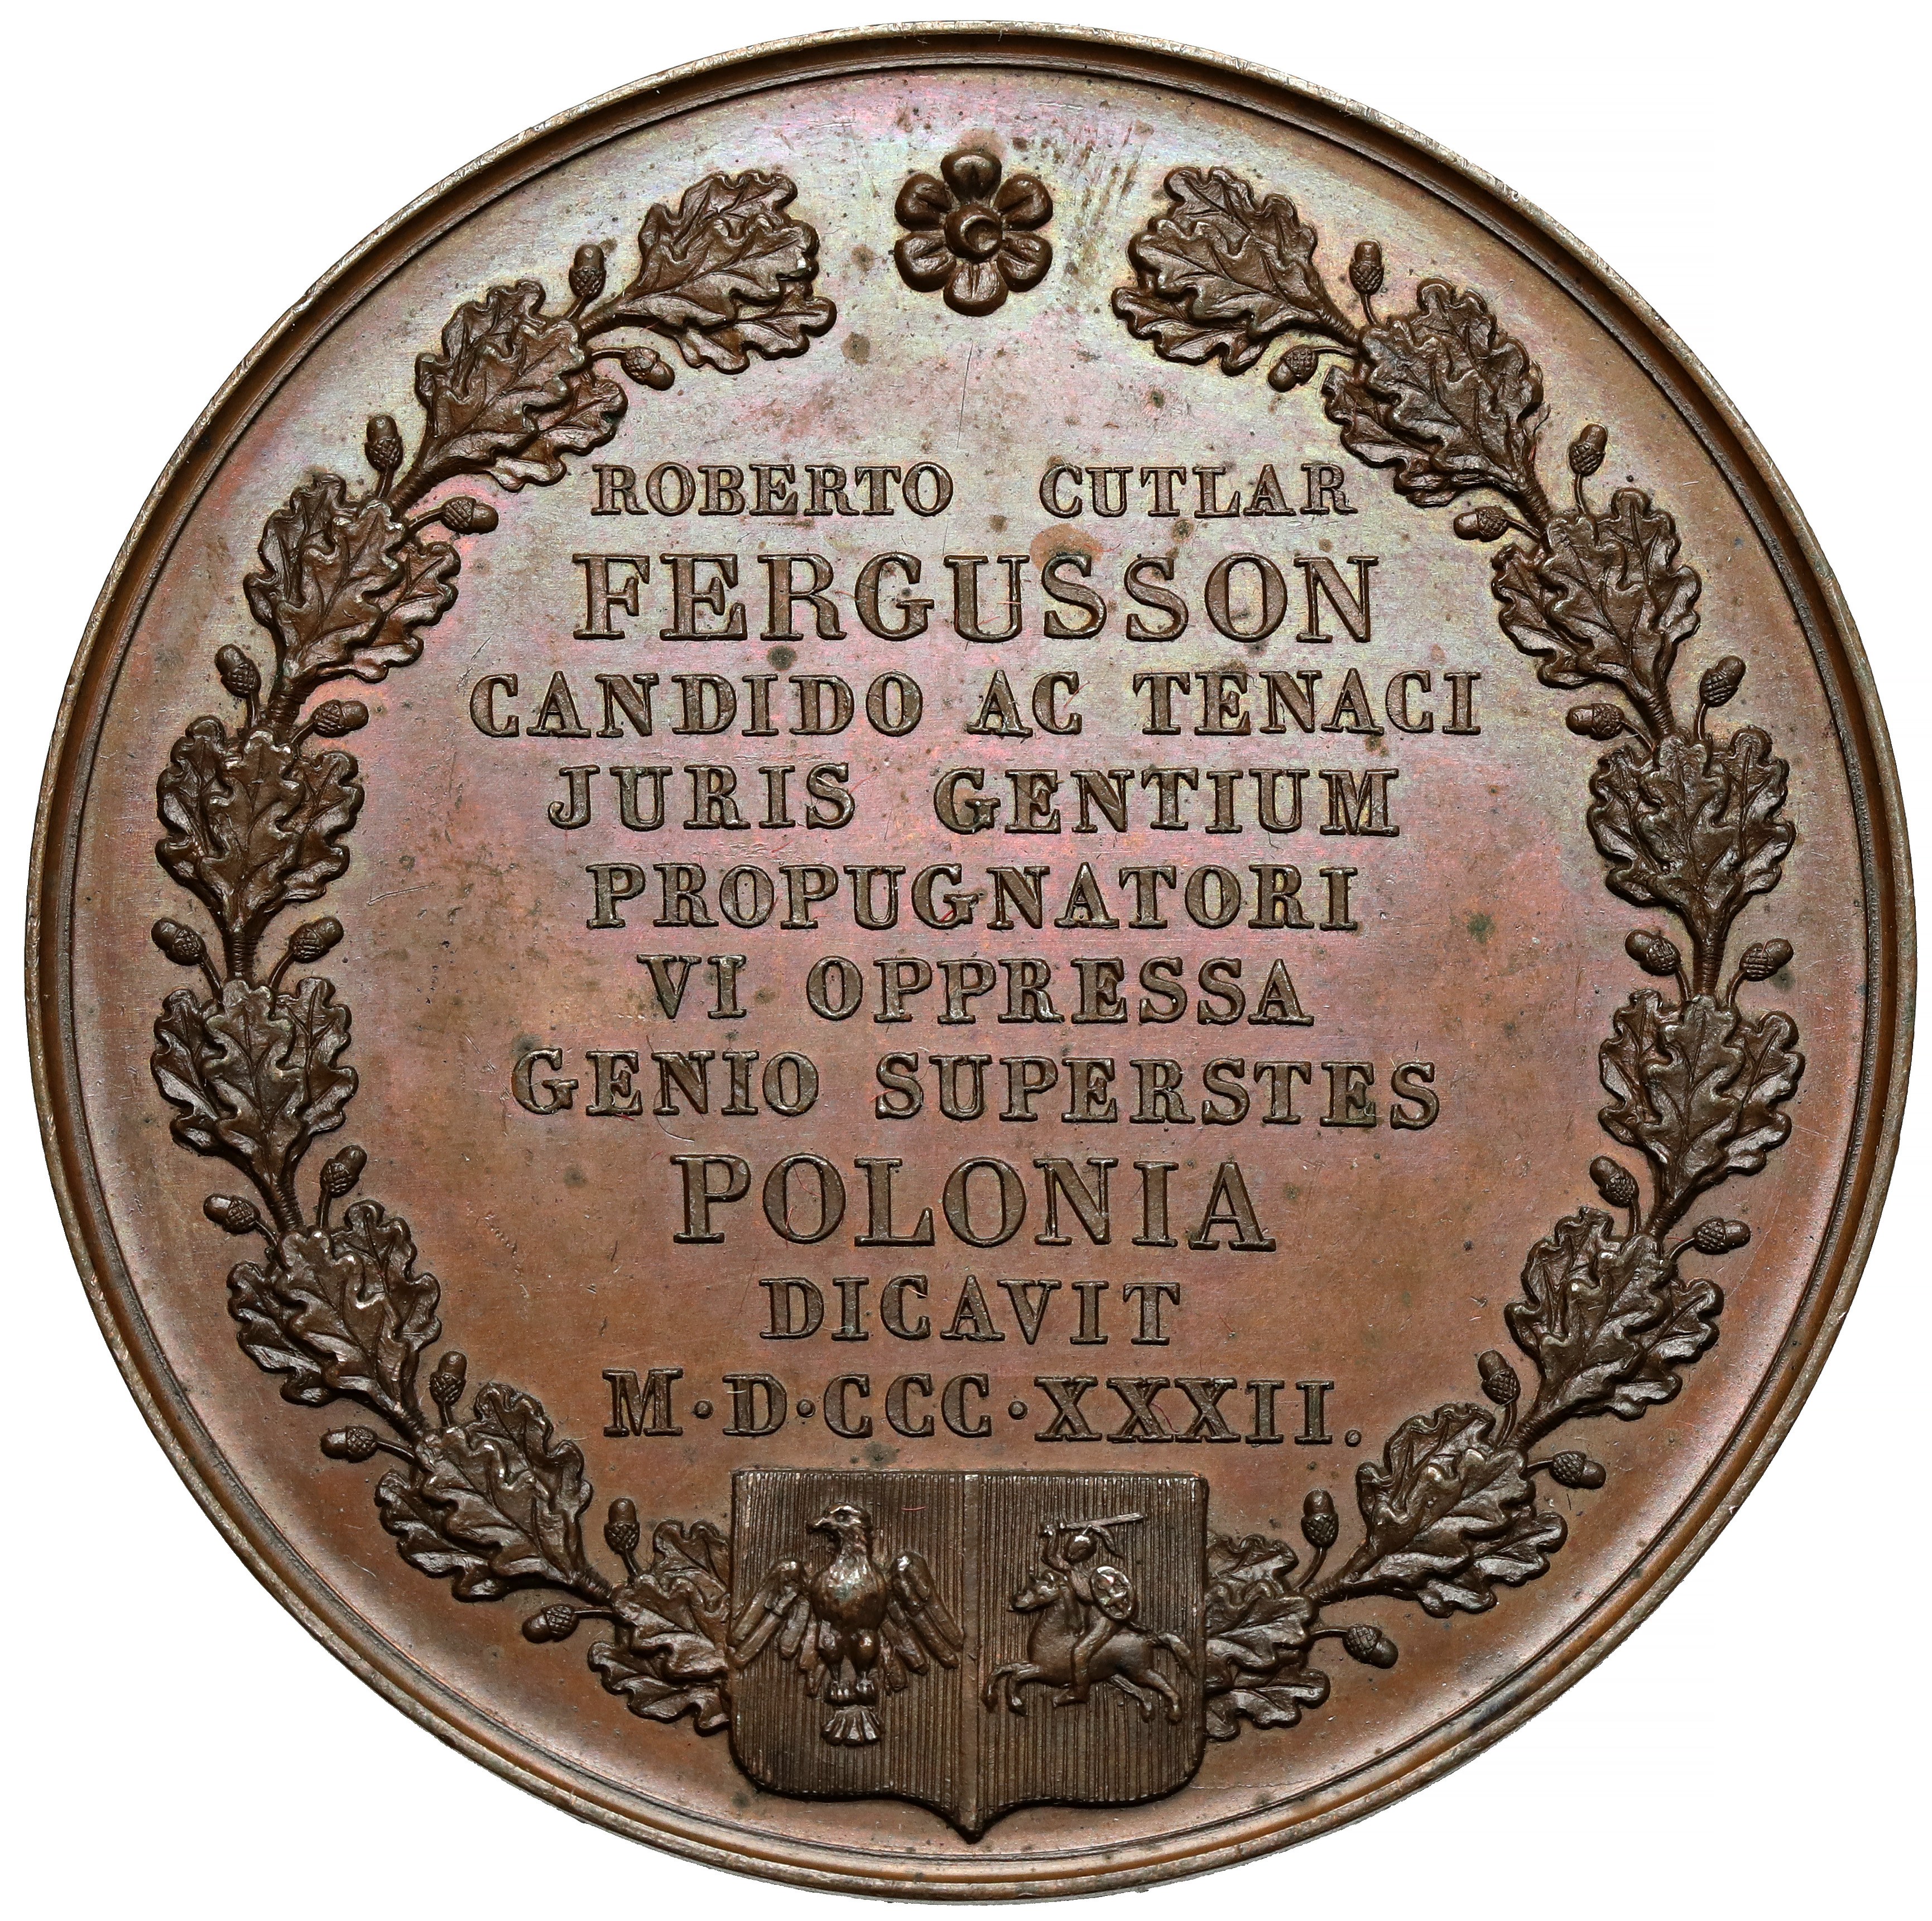 ROBERTO CUTLAR
FERGUSSON
CANDIDO AC TENACI
JURIS GENTIUM
PROPUGNATORI
VI OPPRESSA
GENIO SUPERSTES
POLONIA
DICAVIT
M·D·CCC·XXXII.